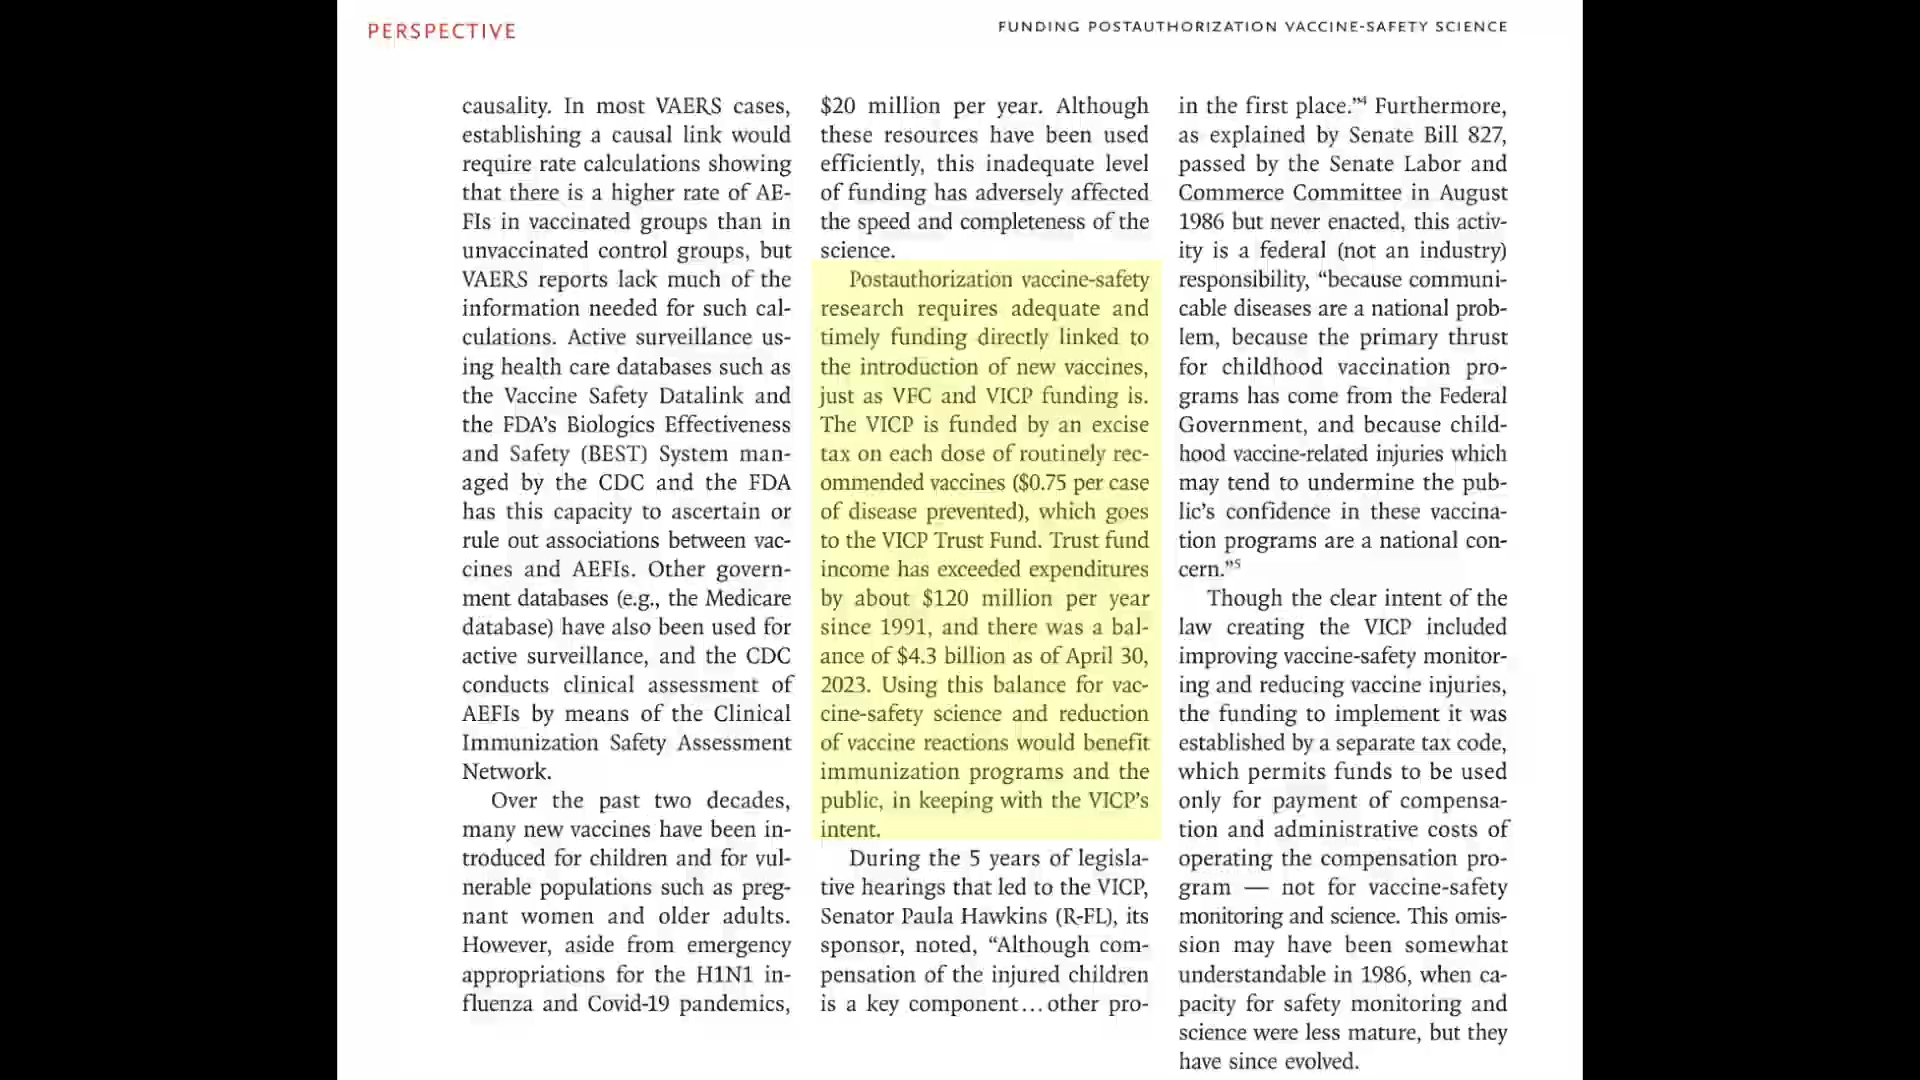 PERSPECTIVE
FUNDING POSTAUTHORIZATION VACCINE-SAFETY SCIENCE
causality. In most VAERS cases,
establishing a causal link would
require rate calculations showing
that there is a higher rate of AE-
FIs in vaccinated groups than in
unvaccinated control groups, but
VAERS reports lack much of the
information needed for such cal-
culations. Active surveillance us-
ing health care databases such as
the Vaccine Safety Datalink and
the FDA's Biologics Effectiveness
and Safety (BEST) System man-
aged by the CDC and the FDA
has this capacity to ascertain or
rule out associations between vac-
cines and AEFIs. Other govern-
ment databases (e.g., the Medicare
database) have also been used for
active surveillance, and the CDC
conducts clinical assessment of
AEFIs by means of the Clinical
Immunization Safety Assessment
Network.
Over the past two decades,
many new vaccines have been in-
troduced for children and for vul-
nerable populations such as preg-
nant women and older adults.
However, aside from emergency
appropriations for the H1N1 in-
fluenza and Covid-19 pandemics,
$20 million per year. Although
these resources have been used
efficiently, this inadequate level
of funding has adversely affected
the speed and completeness of the
science.
Postauthorization vaccine-safety
research requires adequate and
timely funding directly linked to
the introduction of new vaccines,
just as VFC and VICP funding is.
The VICP is funded by an excise
tax on each dose of routinely rec-
ommended vaccines ($0.75 per case
of disease prevented), which goes
to the VICP Trust Fund. Trust fund
income has exceeded expenditures
by about $120 million per year
since 1991, and there was a bal-
ance of $4.3 billion as of April 30,
2023. Using this balance for vac-
cine-safety science and reduction
of vaccine reactions would benefit
immunization programs and the
public, in keeping with the VICP's
intent.
During the 5 years of legisla-
tive hearings that led to the VICP,
Senator Paula Hawkins (R-FL), its
sponsor, noted, “Although com-
pensation of the injured children
is a key component…other pro-
in the first place.”4 Furthermore,
as explained by Senate Bill 827,
passed by the Senate Labor and
Commerce Committee in August
1986 but never enacted, this activ-
ity is a federal (not an industry)
responsibility, “because communi-
cable diseases are a national prob-
lem, because the primary thrust
for childhood vaccination pro-
grams has come from the Federal
Government, and because child-
hood vaccine-related injuries which
may tend to undermine the pub-
lic's confidence in these vaccina-
tion programs are a national con-
cern.”5
Though the clear intent of the
law creating the VICP included
improving vaccine-safety monitor-
ing and reducing vaccine injuries,
the funding to implement it was
established by a separate tax code,
which permits funds to be used
only for payment of compensa-
tion and administrative costs of
operating the compensation pro-
gram — not for vaccine-safety
monitoring and science. This omis-
sion may have been somewhat
understandable in 1986, when ca-
pacity for safety monitoring and
science were less mature, but they
have since evolved.